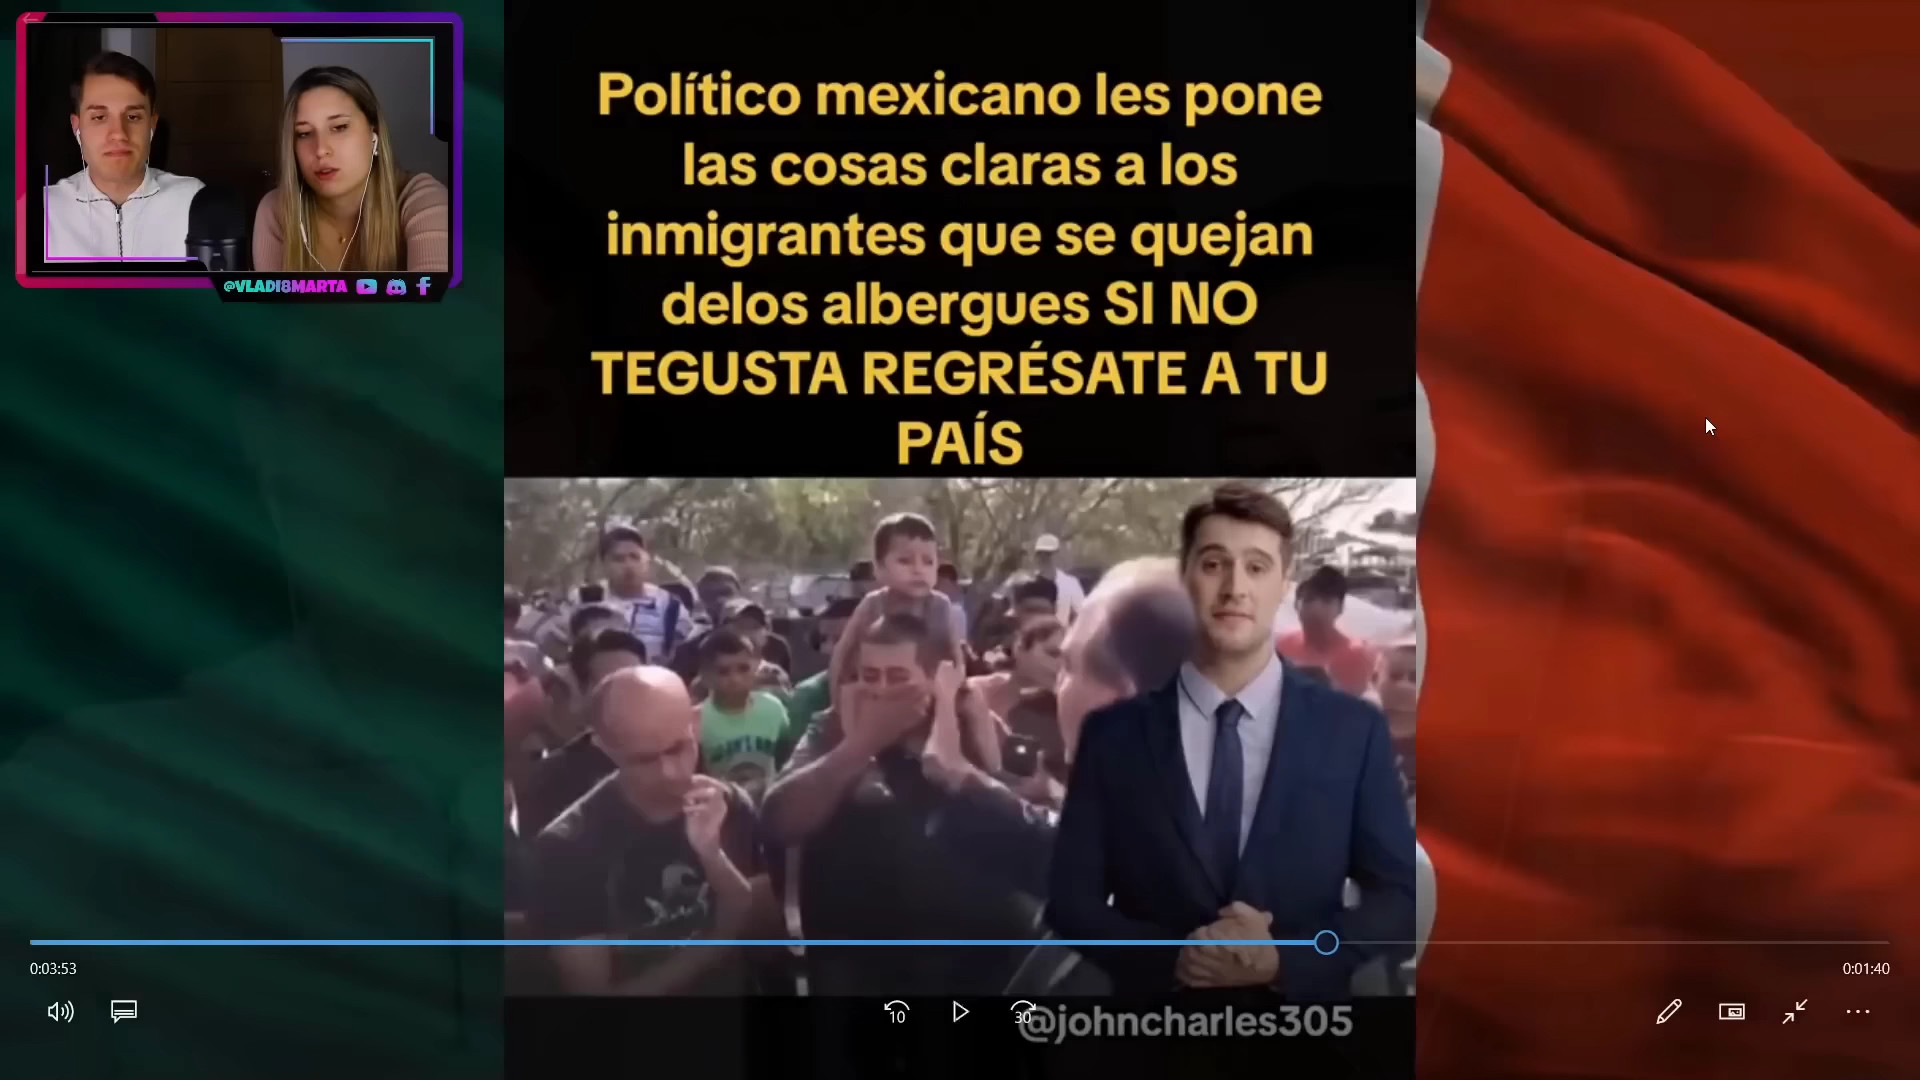 @VLADI8MARTA
Político mexicano les pone
las cosas claras a los
inmigrantes que se quejan
delos albergues SI NO
TEGUSTA REGRÉSATE A TU
PAÍS
0:03:53
0:01:40
10
30
@johncharles305